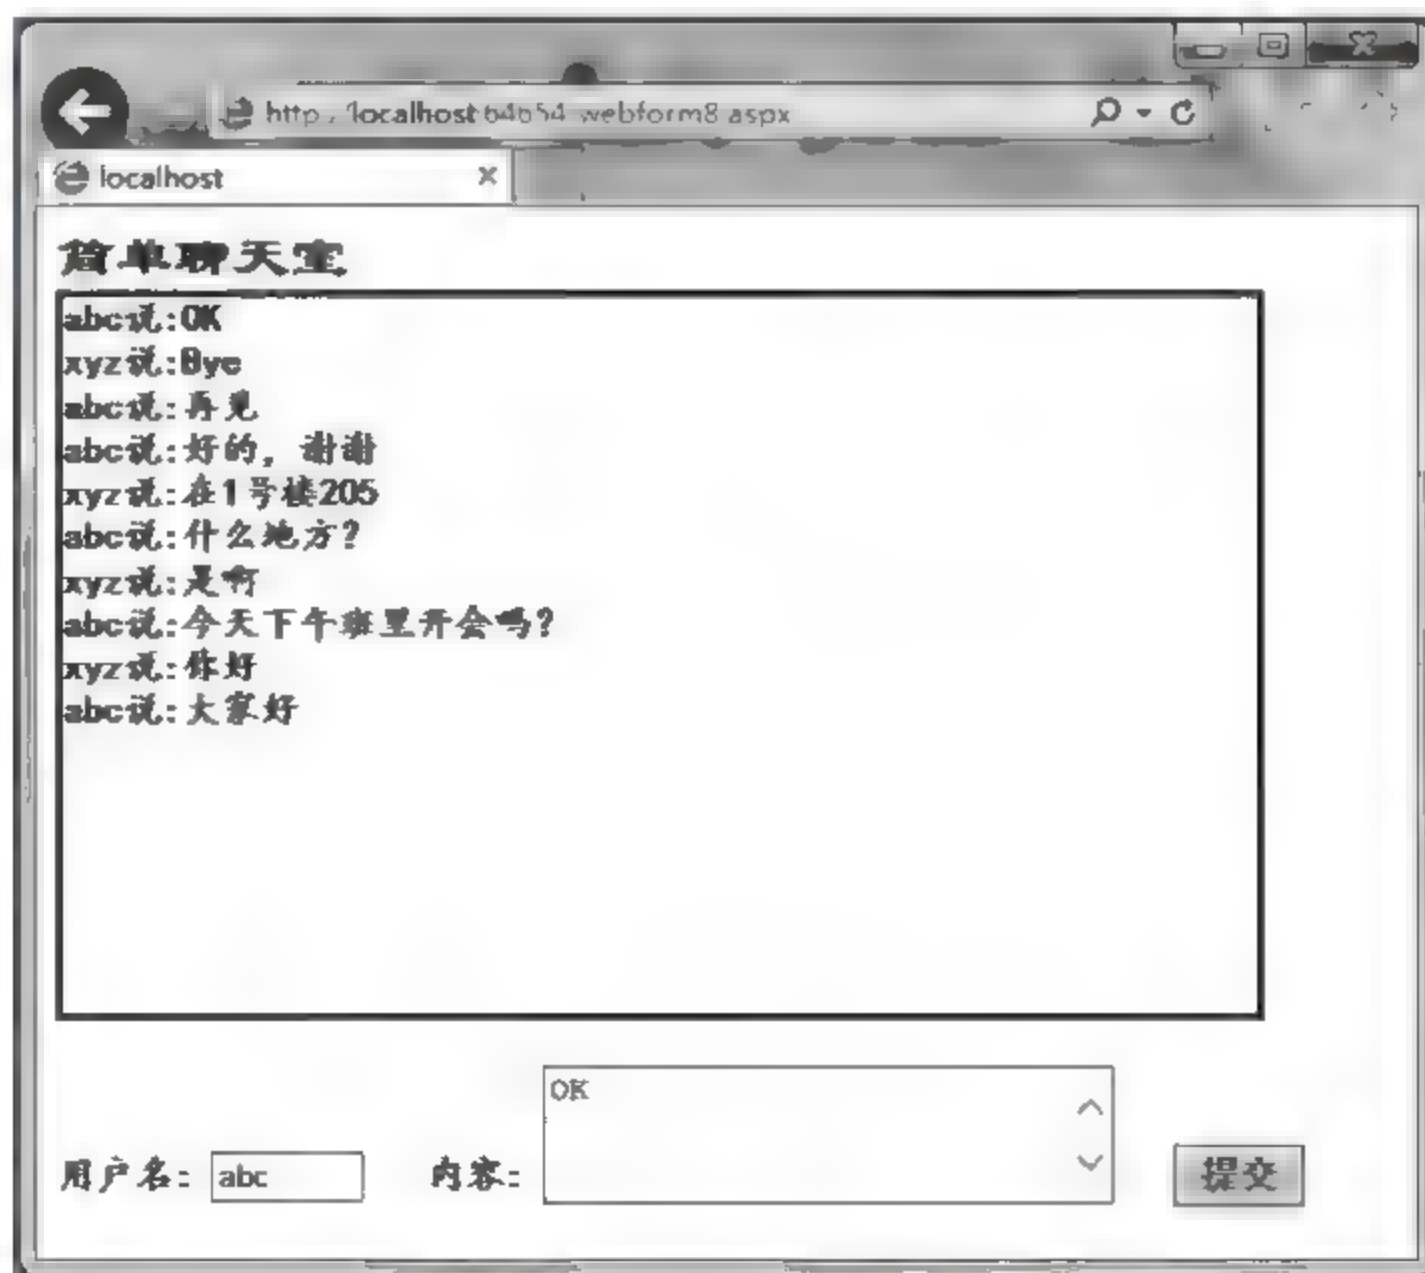 http://localhost:64654/webform8.aspx
localhost
简单聊天室
abc说:OK
xyz说:Bye
abc说:再见
abc说:好的，谢谢
xyz说:在1号楼205
abc说:什么地方？
xyz说:是啊
abc说:今天下午班里开会吗？
xyz说:你好
abc说:大家好
OK
用户名: abc 内容: 提交